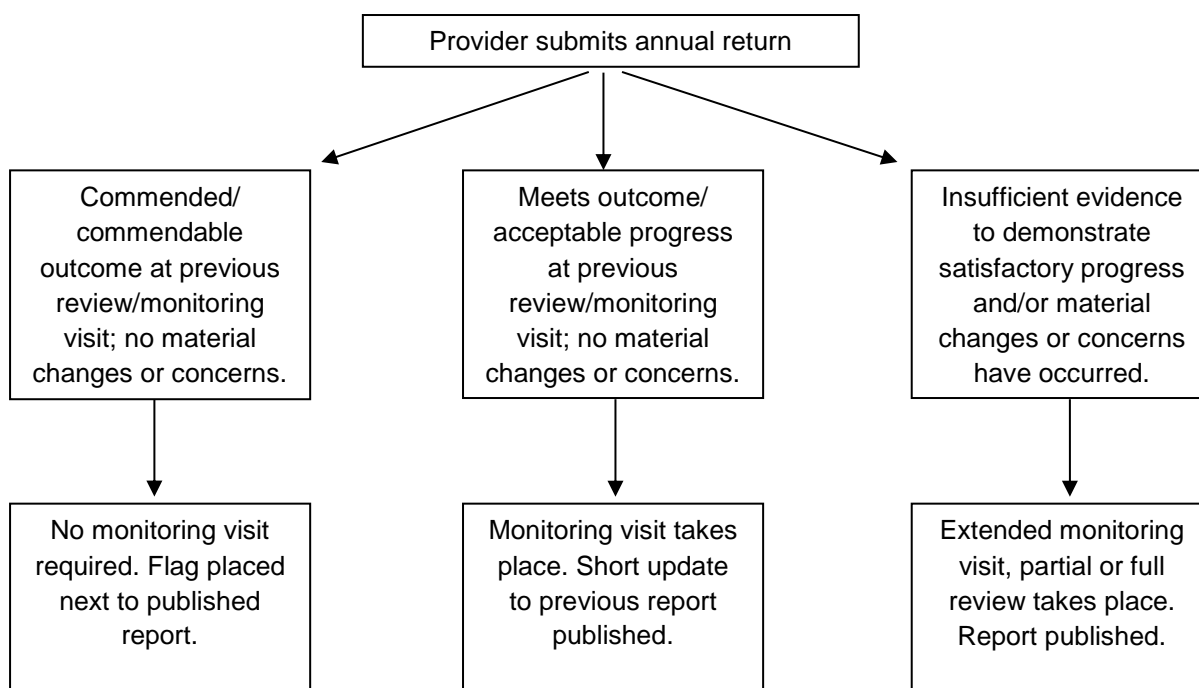 Provider submits annual return
Commended/
commendable
outcome at previous
review/monitoring
visit; no material
changes or concerns.
Meets outcome/
acceptable progress
at previous
review/monitoring
visit; no material
changes or concerns.
Insufficient evidence
to demonstrate
satisfactory progress
and/or material
changes or concerns
have occurred.
No monitoring visit
required. Flag placed
next to published
report.
Monitoring visit takes
place. Short update
to previous report
published.
Extended monitoring
visit, partial or full
review takes place.
Report published.